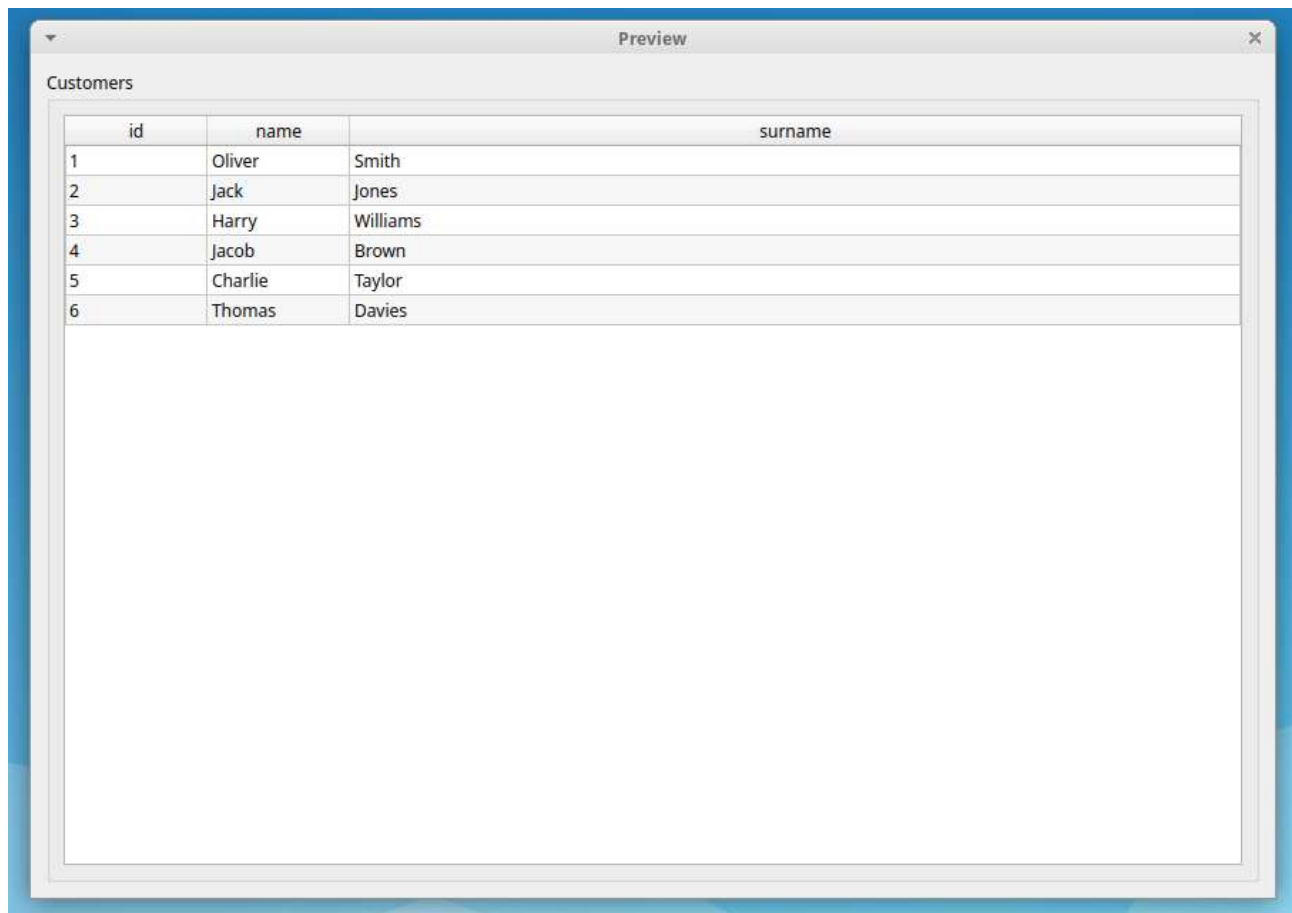 Preview
Customers
id name surname
1 Oliver Smith
2 Jack Jones
3 Harry Williams
4 Jacob Brown
5 Charlie Taylor
6 Thomas Davies